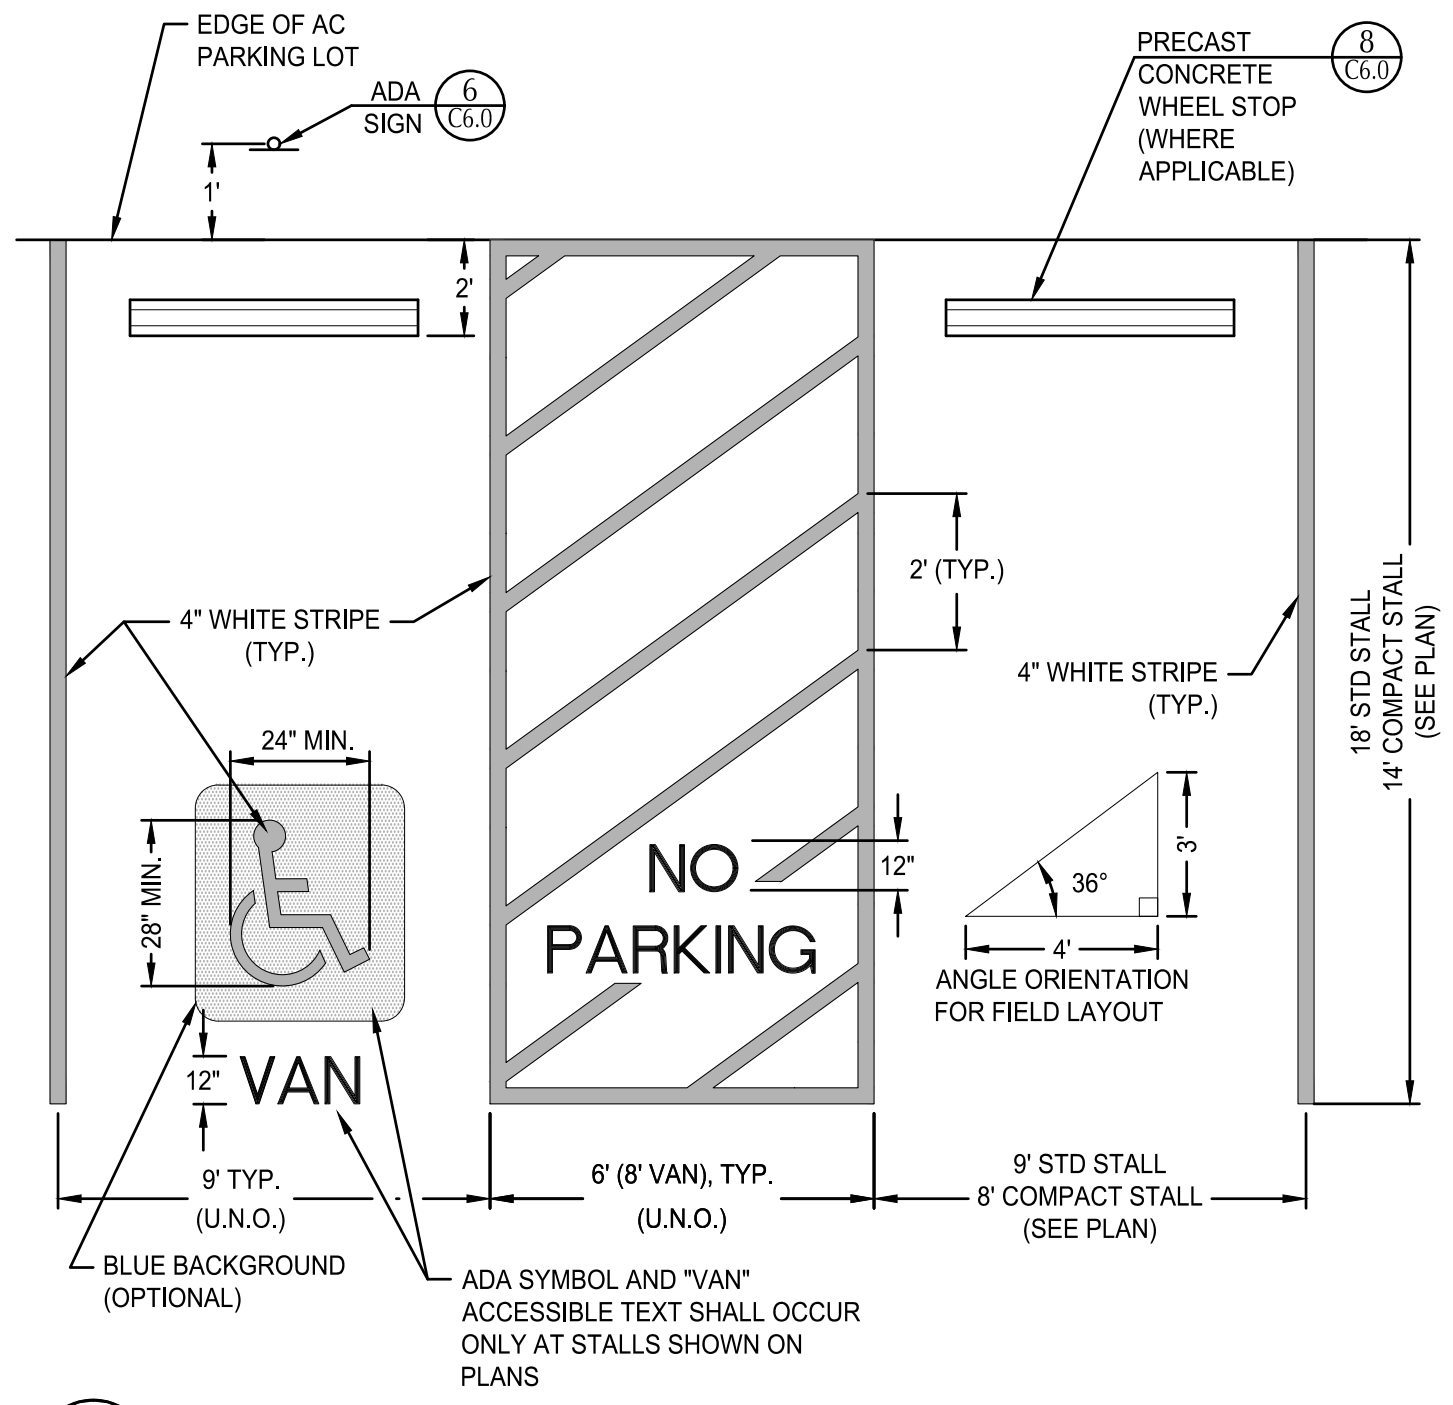 EDGE OF AC
PARKING LOT
ADA
SIGN
6
C6.0
PRECAST
CONCRETE
WHEEL STOP
(WHERE
APPLICABLE)
8
C6.0
1'
2'
2' (TYP.)
4" WHITE STRIPE
(TYP.)
4" WHITE STRIPE
(TYP.)
18' STD STALL
14' COMPACT STALL
(SEE PLAN)
24" MIN.
28" MIN.
NO
PARKING
12"
36°
3'
4'
ANGLE ORIENTATION
FOR FIELD LAYOUT
12"
VAN
9' TYP.
(U.N.O.)
6' (8' VAN), TYP.
(U.N.O.)
9' STD STALL
8' COMPACT STALL
(SEE PLAN)
BLUE BACKGROUND
(OPTIONAL)
ADA SYMBOL AND "VAN"
ACCESSIBLE TEXT SHALL OCCUR
ONLY AT STALLS SHOWN ON
PLANS